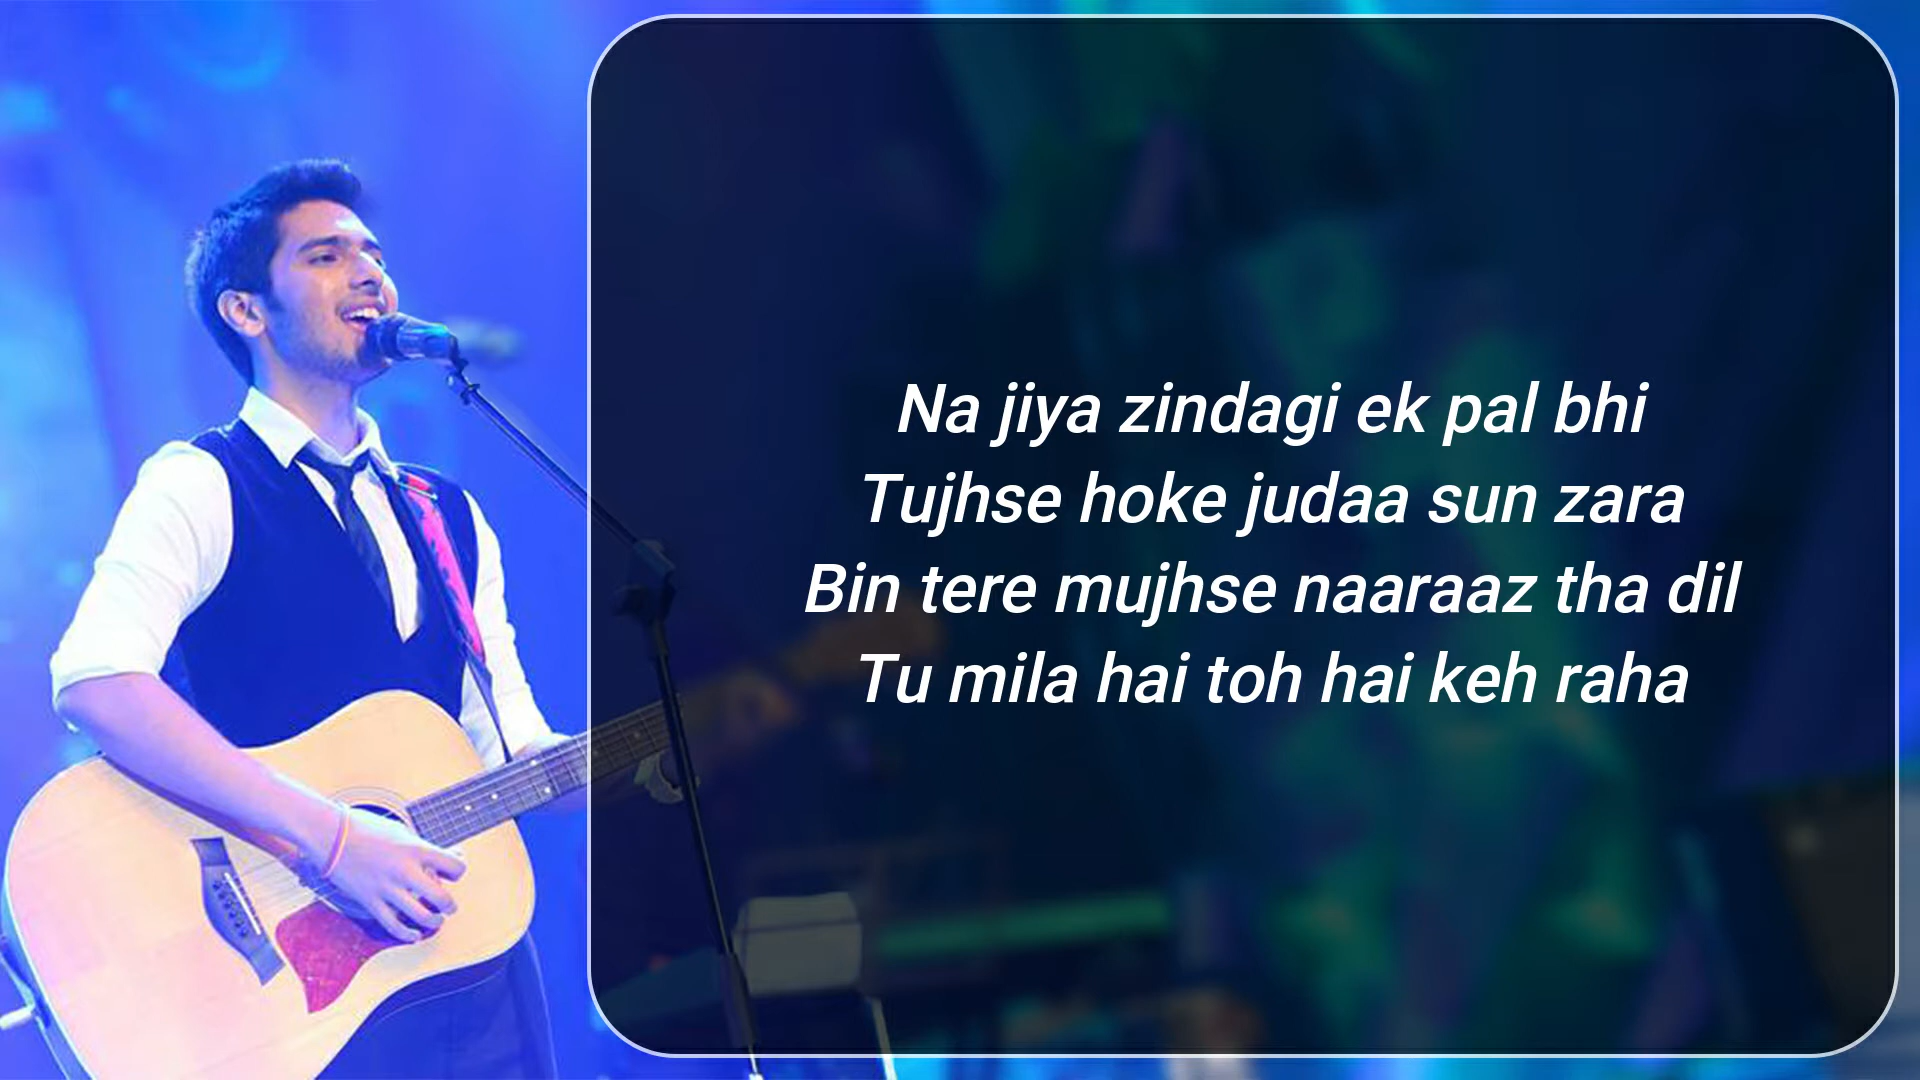 Na jiya zindagi ek pal bhi
Tujhse hoke judaa sun zara
Bin tere mujhse naaraaz tha dil
Tu mila hai toh hai keh raha